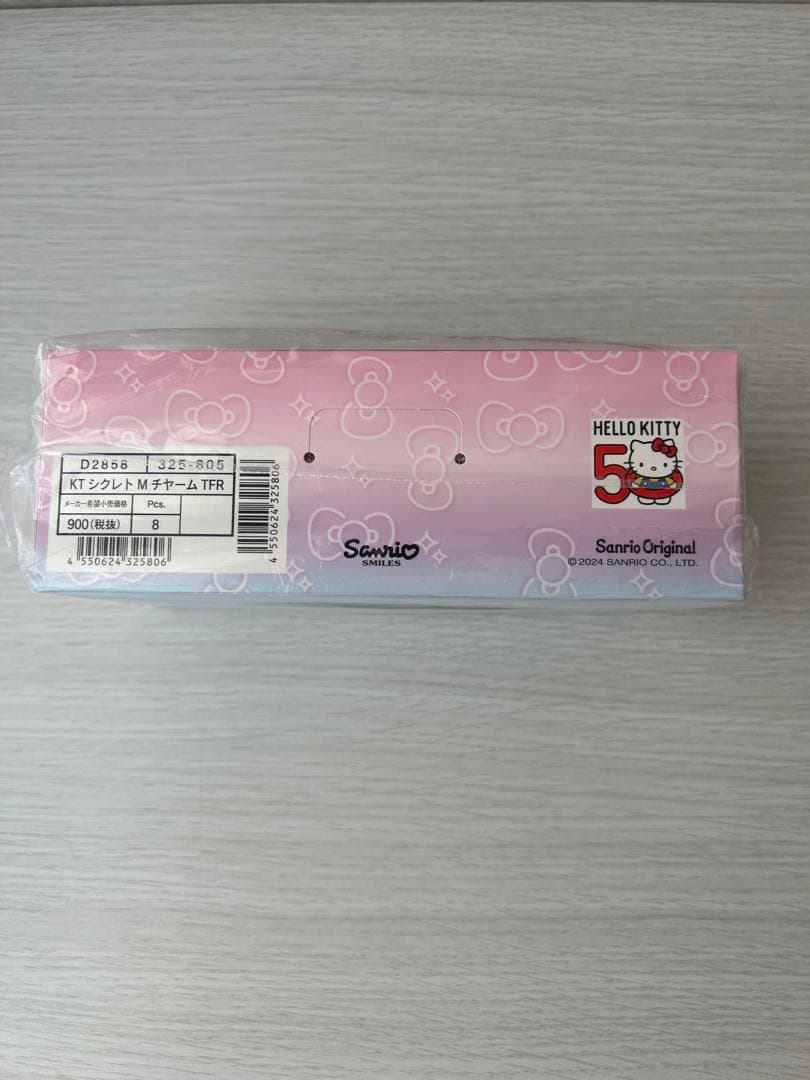 D2858 325-805
KT シクレト M チヤーム TFR
メーカー希望小売価格 Pcs.
900(税抜) 8
4 550624 325806
4 550624 325806
Sanrio
SMILES
HELLO KITTY
50
Sanrio Original
© 2024 SANRIO CO., LTD.